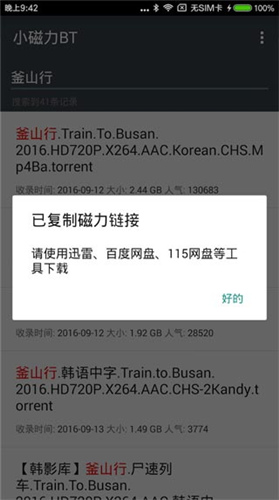 晚上9:42
无SIM卡
100%
小磁力BT
釜山行
搜索到41条记录
釜山行.Train.To.Busan.
2016.HD720P.X264.AAC.Korean.CHS.M
p4Ba.torrent
收录时间: 2016-09-12 大小: 2.44 GB 人气: 130683
已复制磁力链接
请使用迅雷、百度网盘、115网盘等工
具下载
好的
收录时间: 2016-09-12 大小: 1.92 GB 人气: 28520
釜山行.韩语中字.Train.to.Busan.
2016.HD720P.X264.AAC.CHS-2Kandy.t
orrent
收录时间: 2016-09-13 大小: 1.49 GB 人气: 3774
【韩影库】釜山行.尸速列
车.Train.To.Busan.
2016.HD720P.X264.AAC.韩语中